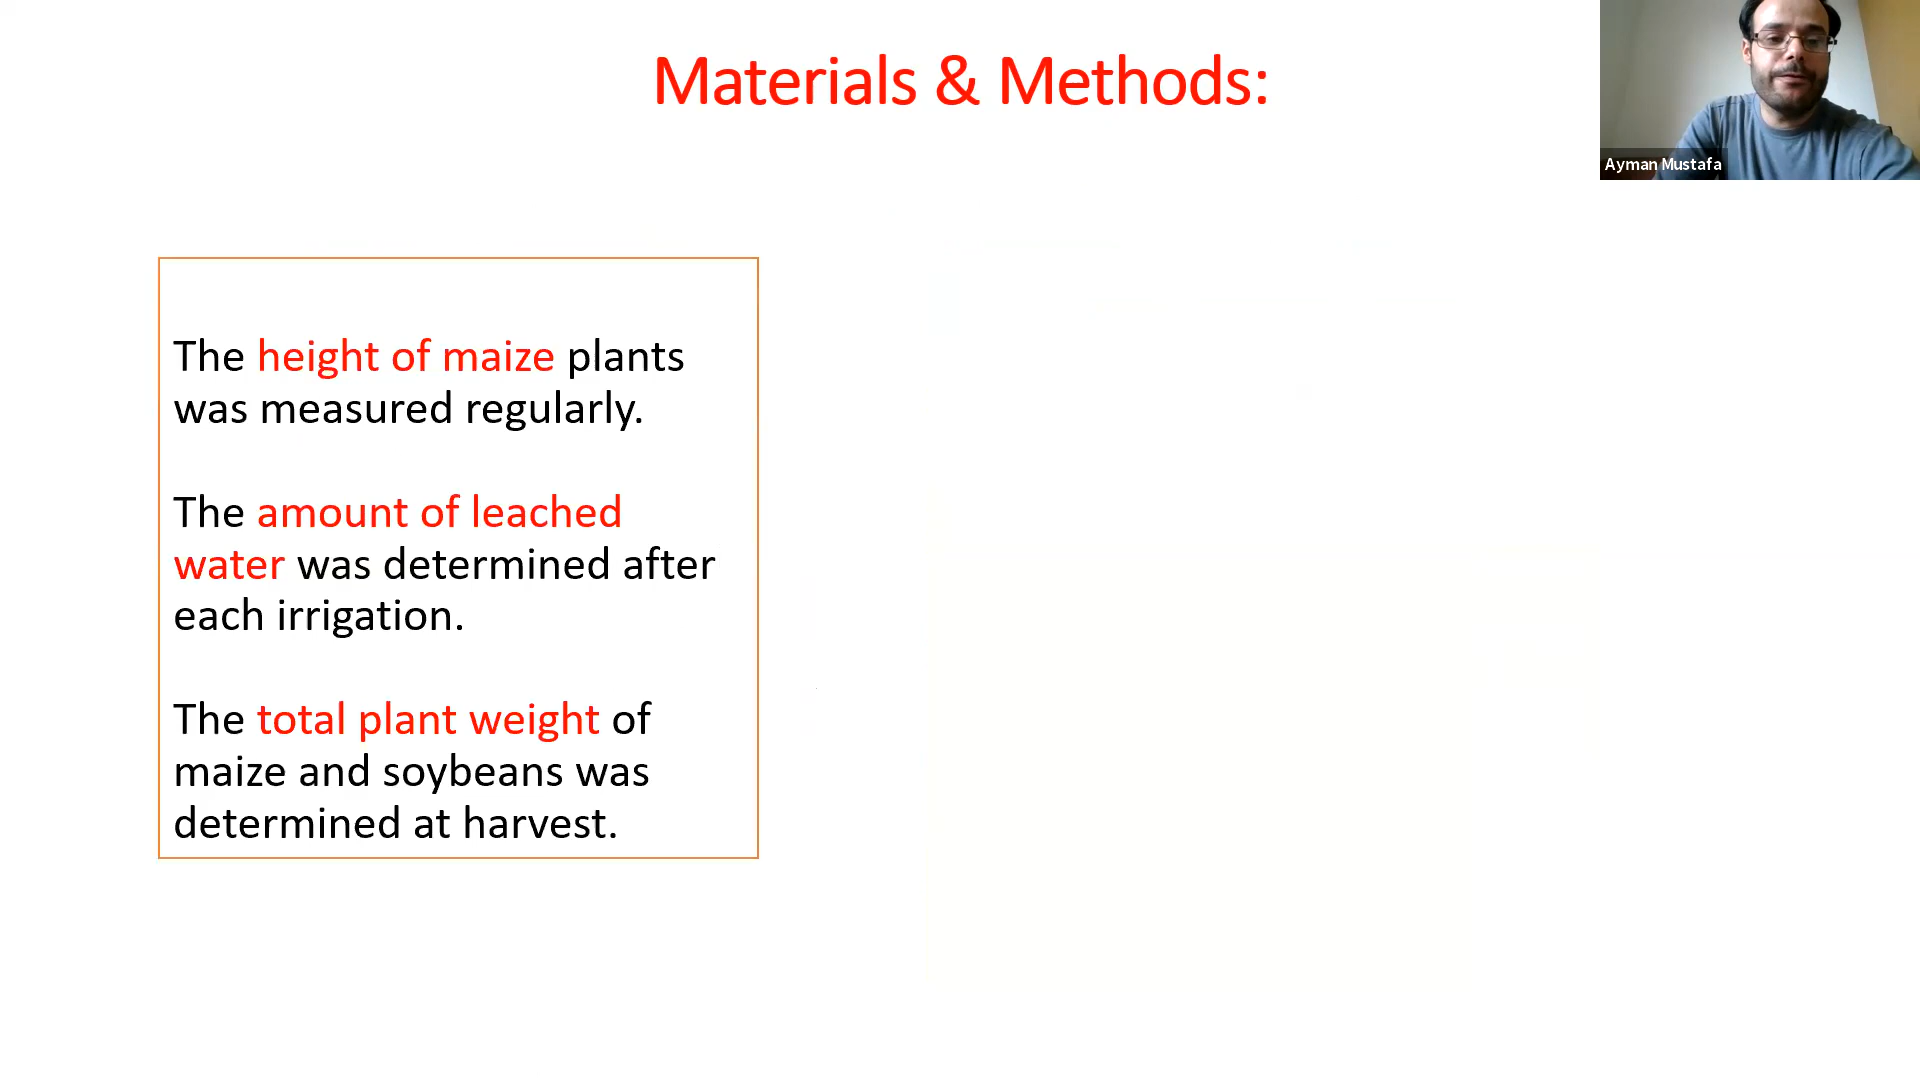 Materials & Methods:
Ayman Mustafa
The height of maize plants
was measured regularly.
The amount of leached
water was determined after
each irrigation.
The total plant weight of
maize and soybeans was
determined at harvest.